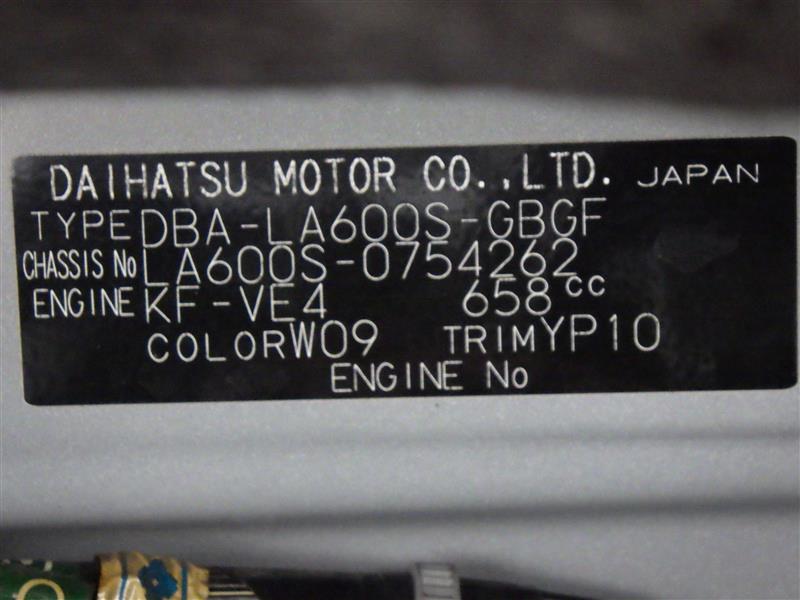 DAIHATSU MOTOR CO.,LTD. JAPAN
TYPE DBA-LA600S-GBGF
CHASSIS No LA600S-0754262
ENGINE KF-VE4 658cc
COLOR W09 TRIM YP10
ENGINE No